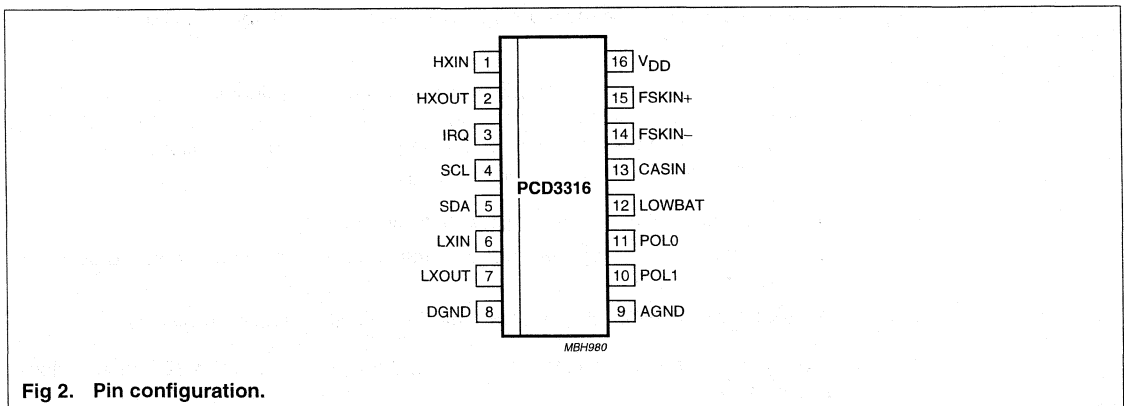 HXIN 1 16 VDD
HXOUT 2 15 FSKIN+
IRQ 3 14 FSKIN−
SCL 4 13 CASIN
PCD3316
SDA 5 12 LOWBAT
LXIN 6 11 POL0
LXOUT 7 10 POL1
DGND 8 9 AGND
MBH980
Fig 2. Pin configuration.